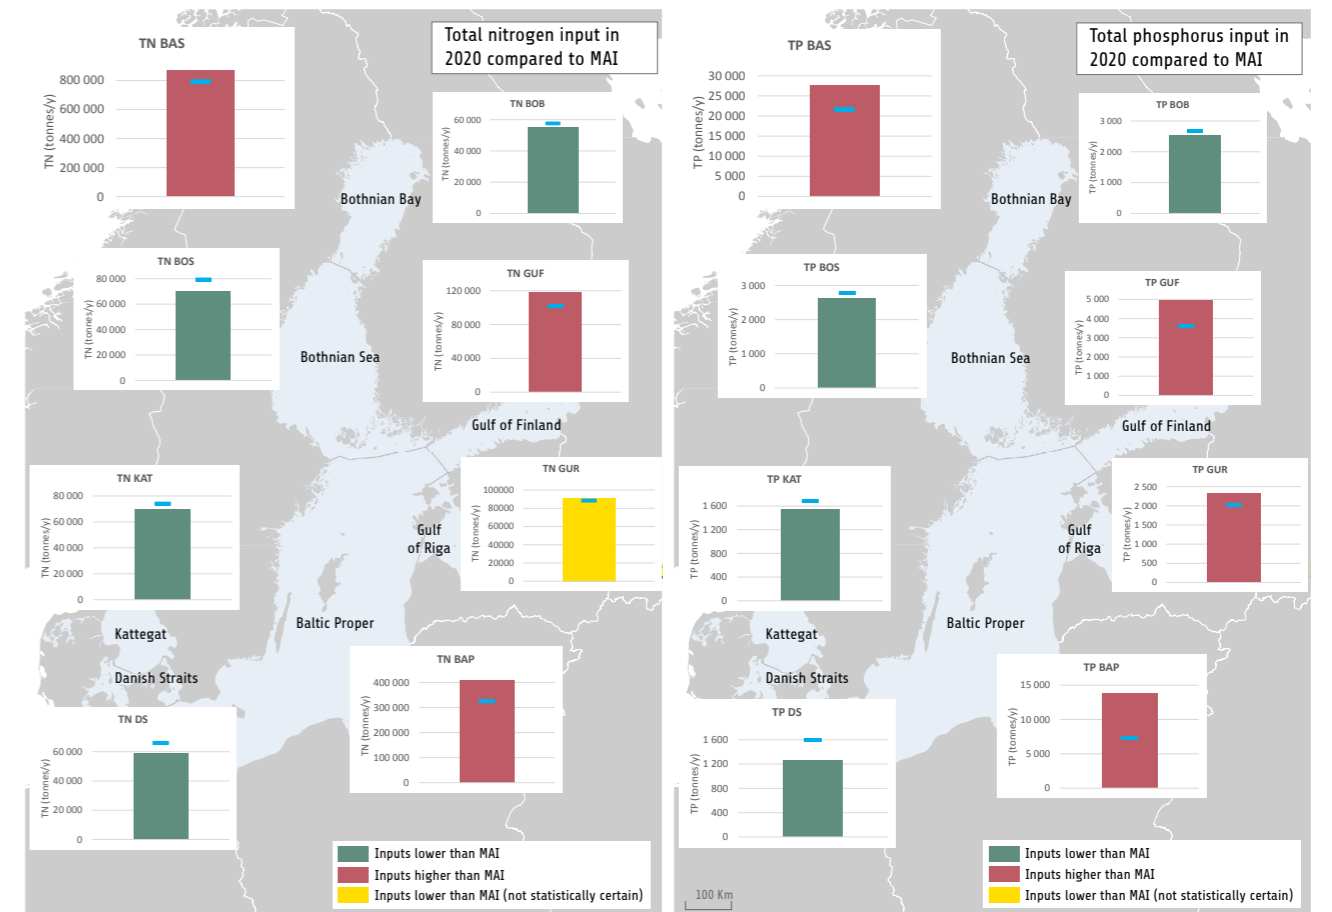 Total nitrogen input in
2020 compared to MAI
TN BAS
TN (tonnes/y)
800 000
600 000
400 000
200 000
0
TN BOB
TN (tonnes/y)
60 000
40 000
20 000
0
Bothnian Bay
TN BOS
TN (tonnes/y)
80 000
60 000
40 000
20 000
0
TN GUF
TN (tonnes/y)
120 000
80 000
40 000
0
Bothnian Sea
Gulf of Finland
TN KAT
TN (tonnes/y)
80 000
60 000
40 000
20 000
0
TN GUR
TN (tonnes/y)
100000
80000
60000
40000
20000
0
Gulf
of Riga
Baltic Proper
Kattegat
Danish Straits
TN BAP
TN (tonnes/y)
400 000
300 000
200 000
100 000
0
TN DS
TN (tonnes/y)
60 000
40 000
20 000
0
Inputs lower than MAI
Inputs higher than MAI
Inputs lower than MAI (not statistically certain)
Total phosphorus input in
2020 compared to MAI
TP BAS
TP (tonnes/y)
30 000
25 000
20 000
15 000
10 000
5 000
0
TP BOB
TP (tonnes/y)
3 000
2 000
1 000
0
Bothnian Bay
TP BOS
TP (tonnes/y)
3 000
2 000
1 000
0
TP GUF
TP (tonnes/y)
5 000
4 000
3 000
2 000
1 000
0
Bothnian Sea
Gulf of Finland
TP KAT
TP (tonnes/y)
1 600
1 200
800
400
0
TP GUR
TP (tonnes/y)
2 500
2 000
1 500
1 000
500
0
Gulf
of Riga
Baltic Proper
Kattegat
Danish Straits
TP BAP
TP (tonnes/y)
15 000
10 000
5 000
0
TP DS
TP (tonnes/y)
1 600
1 200
800
400
0
100 Km
Inputs lower than MAI
Inputs higher than MAI
Inputs lower than MAI (not statistically certain)